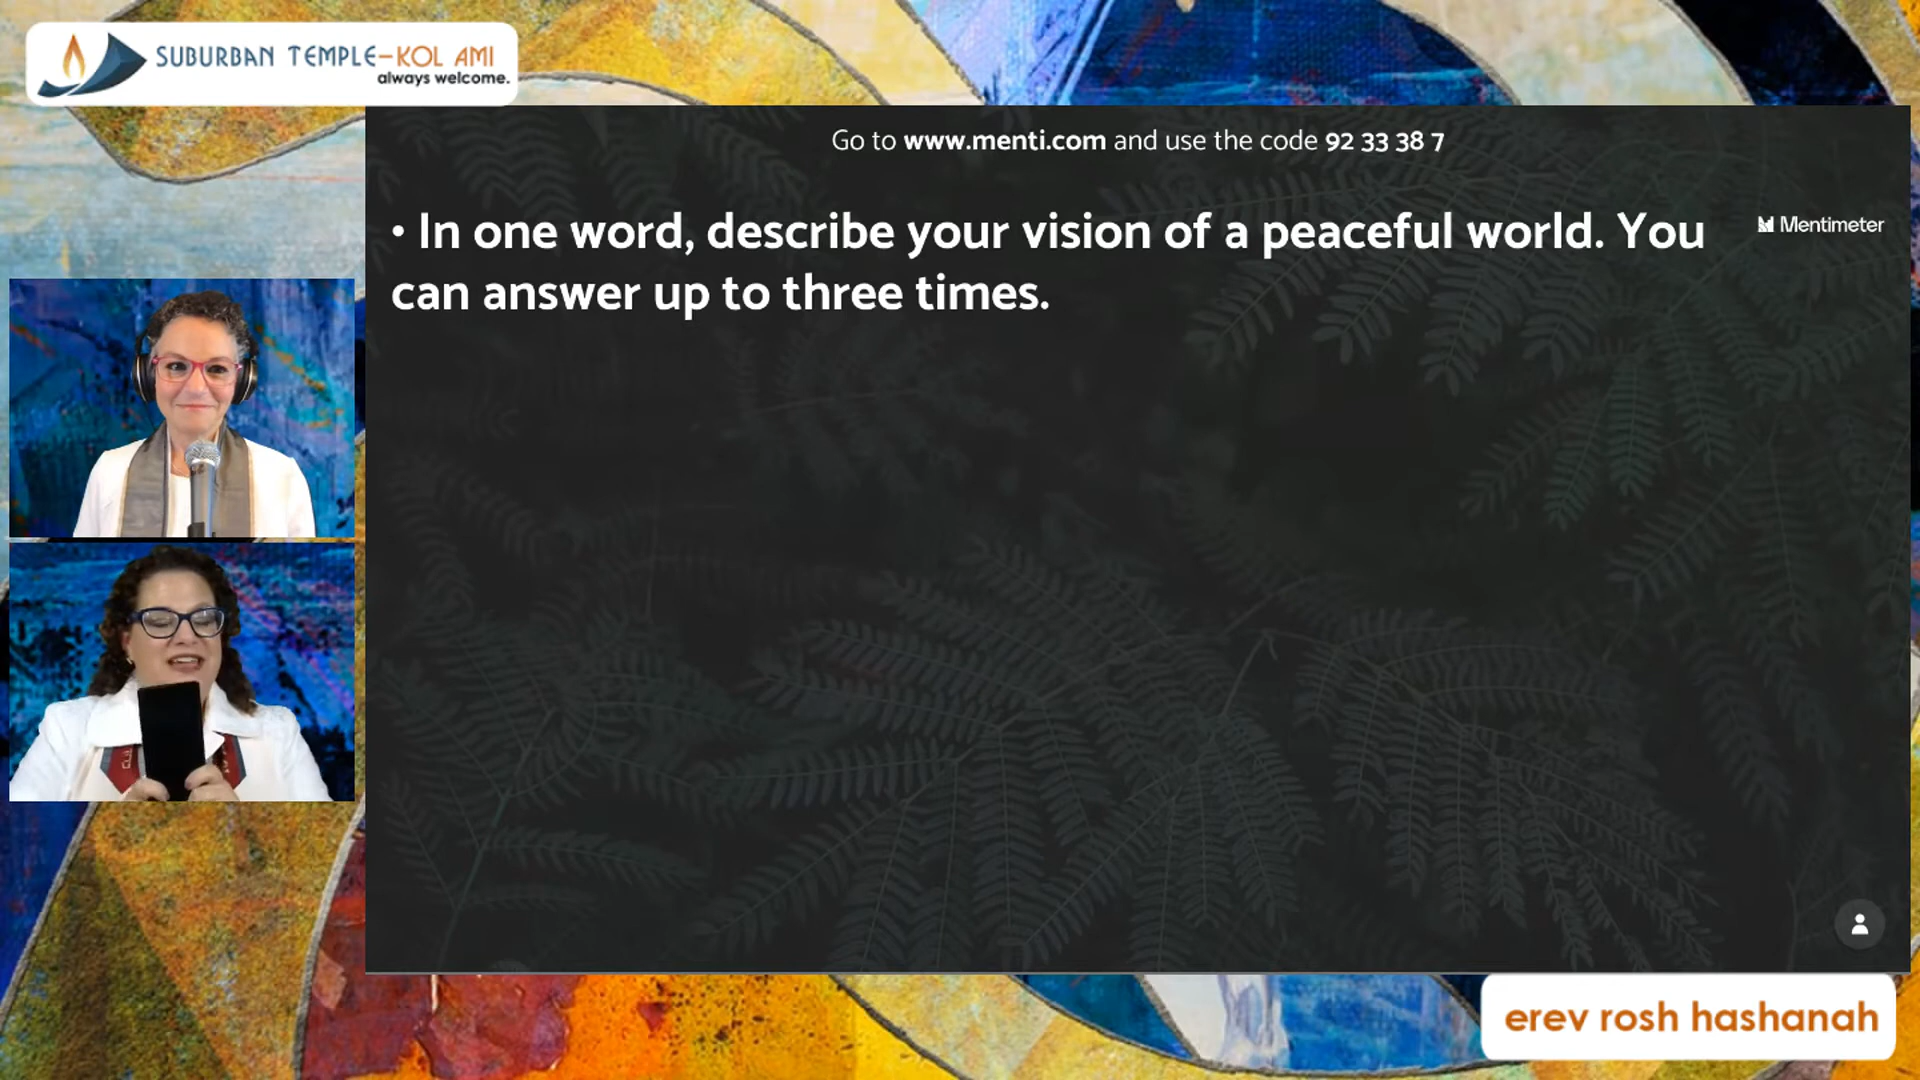 SUBURBAN TEMPLE-KOL AMI
always welcome.
Go to www.menti.com and use the code 92 33 38 7
• In one word, describe your vision of a peaceful world. You
can answer up to three times.
Mentimeter
erev rosh hashanah